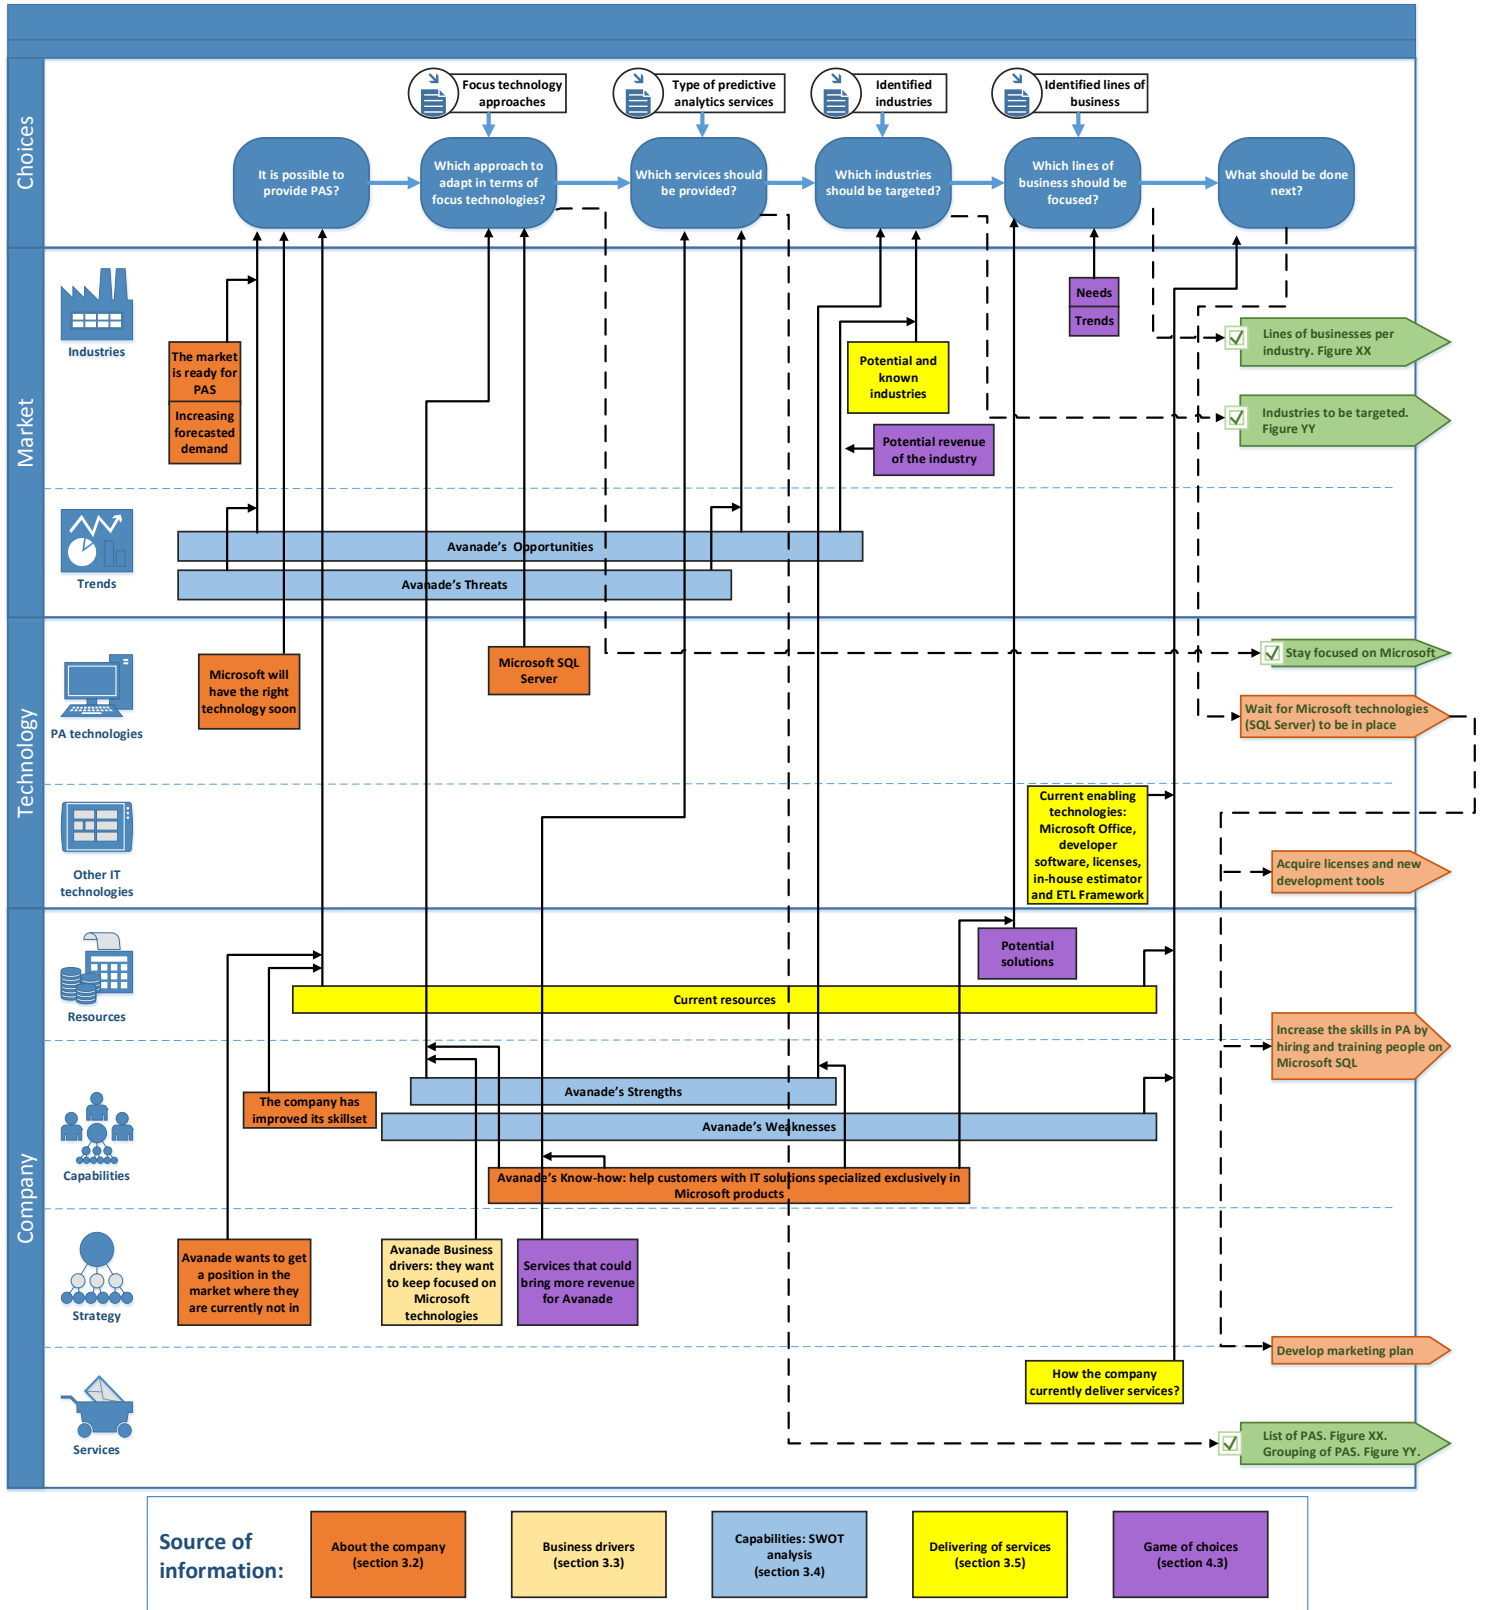 Choices
Focus technology
approaches
Type of predictive
analytics services
Identified
industries
Identified lines of
business
It is possible to
provide PAS?
Which approach to
adapt in terms of
focus technologies?
Which services should
be provided?
Which industries
should be targeted?
Which lines of
business should be
focused?
What should be done
next?
Market
Industries
The market
is ready for
PAS
Increasing
forecasted
demand
Potential and
known
industries
Potential revenue
of the industry
Needs
Trends
Lines of businesses per
industry. Figure XX
Industries to be targeted.
Figure YY
Trends
Avanade's  Opportunities
Avanade's Threats
Technology
PA technologies
Microsoft will
have the right
technology soon
Microsoft SQL
Server
Stay focused on Microsoft
Wait for Microsoft technologies
(SQL Server) to be in place
Other IT
technologies
Current enabling
technologies:
Microsoft Office,
developer
software, licenses,
in-house estimator
and ETL Framework
Acquire licenses and new
development tools
Company
Resources
Potential
solutions
Current resources
Increase the skills in PA by
hiring and training people on
Microsoft SQL
Capabilities
The company has
improved its skillset
Avanade's Strengths
Avanade's Weaknesses
Avanade's Know-how: help customers with IT solutions specialized exclusively in
Microsoft products
Strategy
Avanade wants to get
a position in the
market where they
are currently not in
Avanade Business
drivers: they want
to keep focused on
Microsoft
technologies
Services that could
bring more revenue
for Avanade
Develop marketing plan
Services
How the company
currently deliver services?
List of PAS. Figure XX.
Grouping of PAS. Figure YY.
Source of
information:
About the company
(section 3.2)
Business drivers
(section 3.3)
Capabilities: SWOT
analysis
(section 3.4)
Delivering of services
(section 3.5)
Game of choices
(section 4.3)